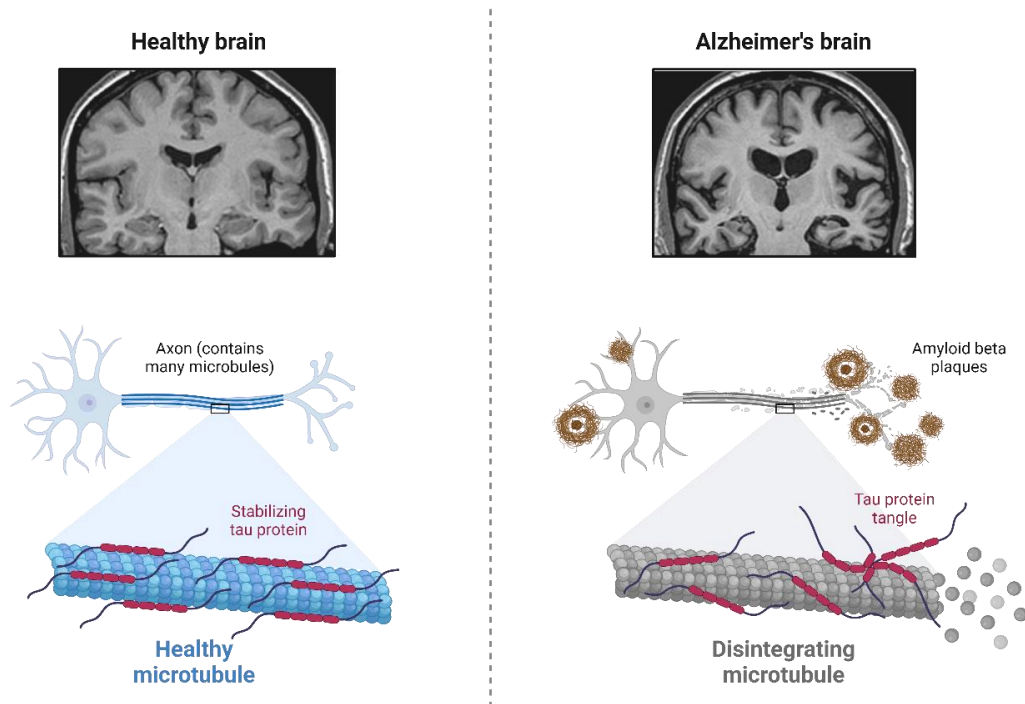 Healthy brain
Axon (contains
many microbules)
Stabilizing
tau protein
Healthy
microtubule
Alzheimer's brain
Amyloid beta
plaques
Tau protein
tangle
Disintegrating
microtubule